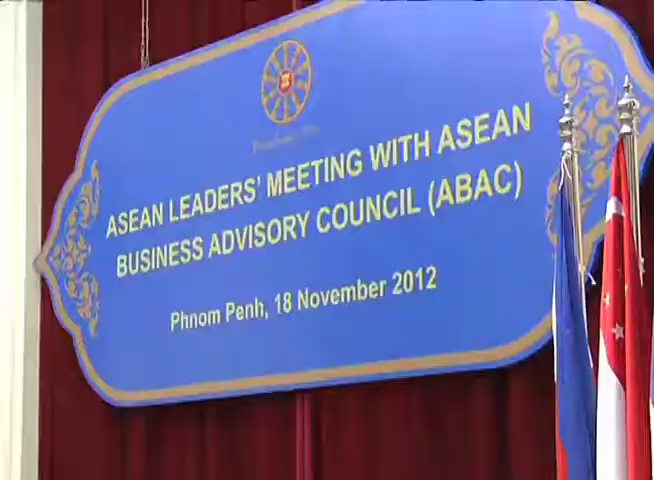 ASEAN LEADERS' MEETING WITH ASEAN
BUSINESS ADVISORY COUNCIL (ABAC)
Phnom Penh, 18 November 2012